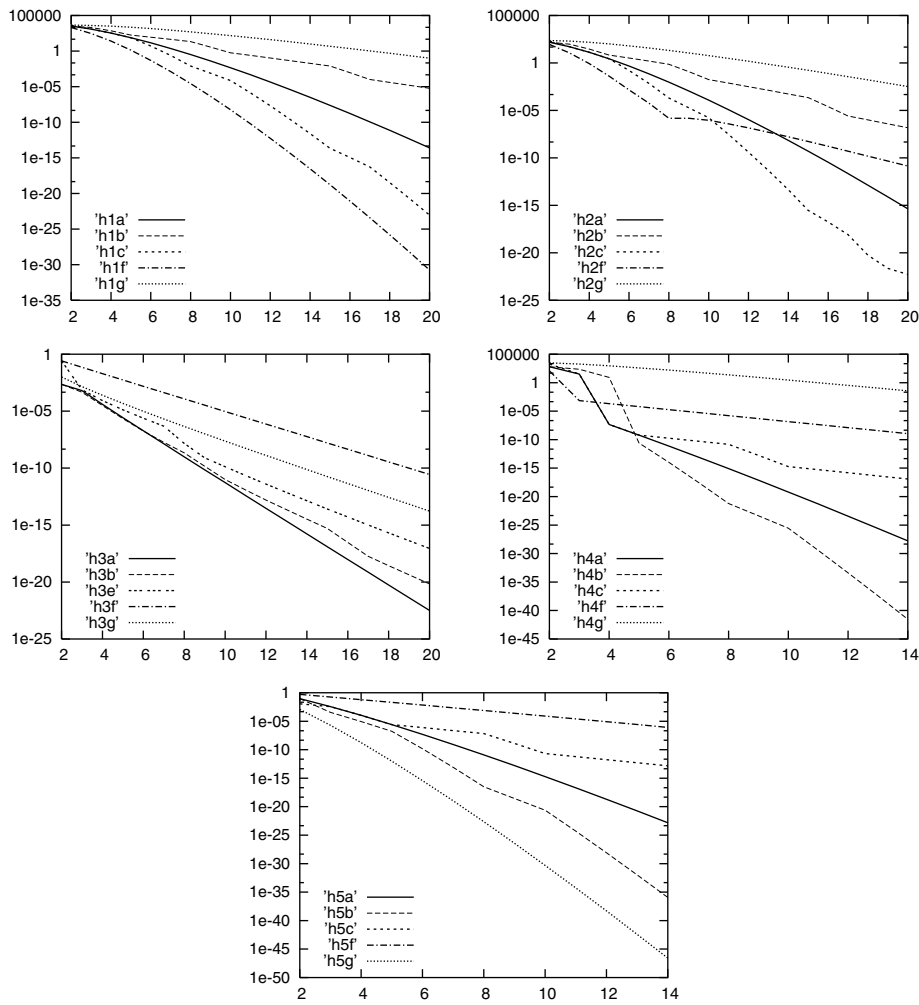 100000
1
1e-05
1e-10
1e-15
1e-20
1e-25
1e-30
1e-35
'h1a'
'h1b'
'h1c'
'h1f'
'h1g'
2 4 6 8 10 12 14 16 18 20
100000
1
1e-05
1e-10
1e-15
1e-20
1e-25
'h2a'
'h2b'
'h2c'
'h2f'
'h2g'
2 4 6 8 10 12 14 16 18 20
1
1e-05
1e-10
1e-15
1e-20
1e-25
'h3a'
'h3b'
'h3e'
'h3f'
'h3g'
2 4 6 8 10 12 14 16 18 20
100000
1
1e-05
1e-10
1e-15
1e-20
1e-25
1e-30
1e-35
1e-40
1e-45
'h4a'
'h4b'
'h4c'
'h4f'
'h4g'
2 4 6 8 10 12 14
1
1e-05
1e-10
1e-15
1e-20
1e-25
1e-30
1e-35
1e-40
1e-45
1e-50
'h5a'
'h5b'
'h5c'
'h5f'
'h5g'
2 4 6 8 10 12 14